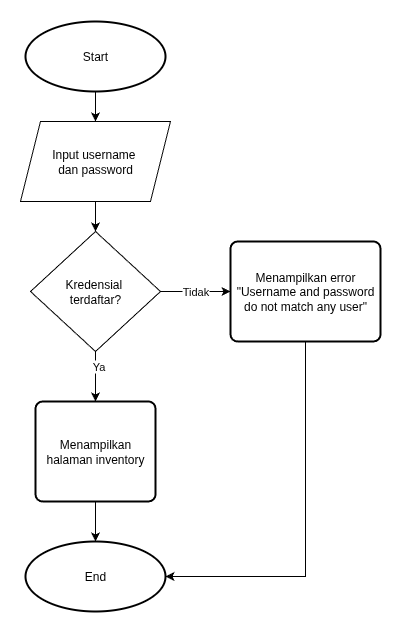 Start
Input username
dan password
Kredensial
terdaftar?
Tidak
Menampilkan error
"Username and password
do not match any user"
Ya
Menampilkan
halaman inventory
End